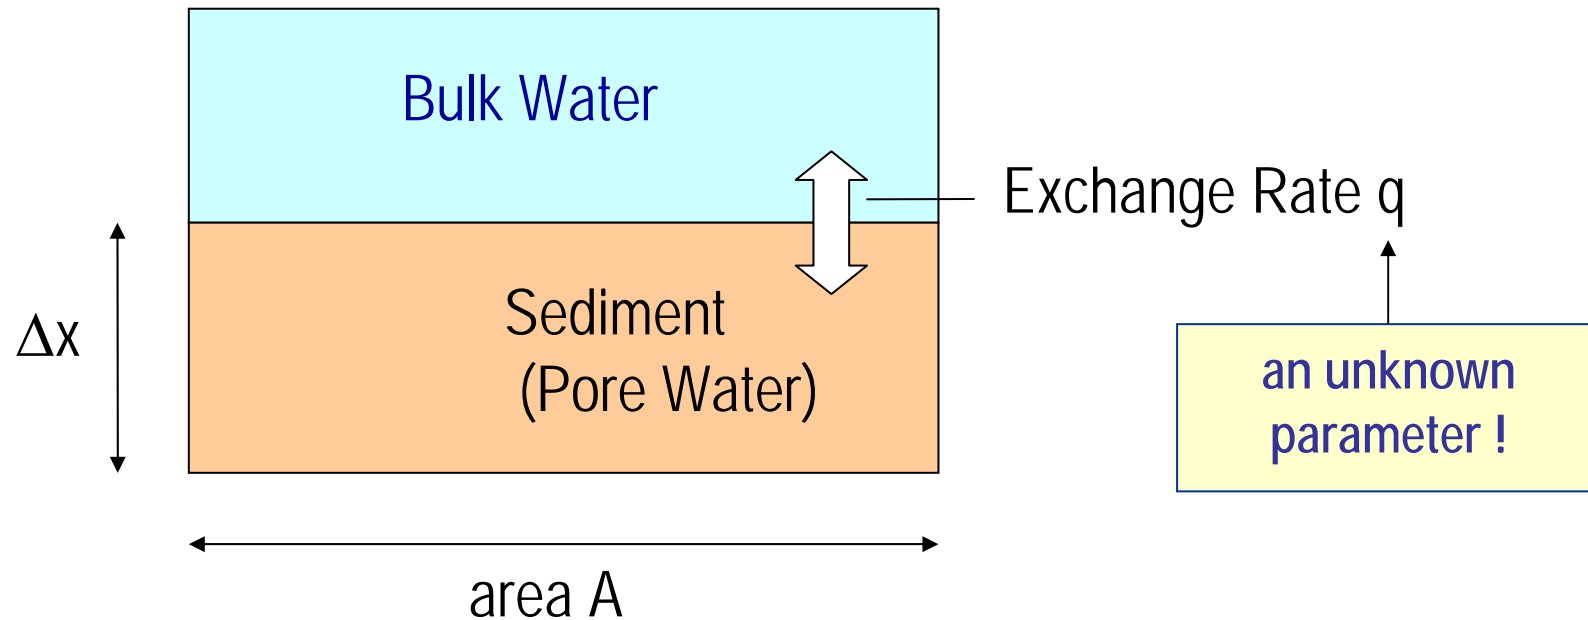 Bulk Water
Exchange Rate q
Sediment
(Pore Water)
Δx
an unknown
parameter !
area A